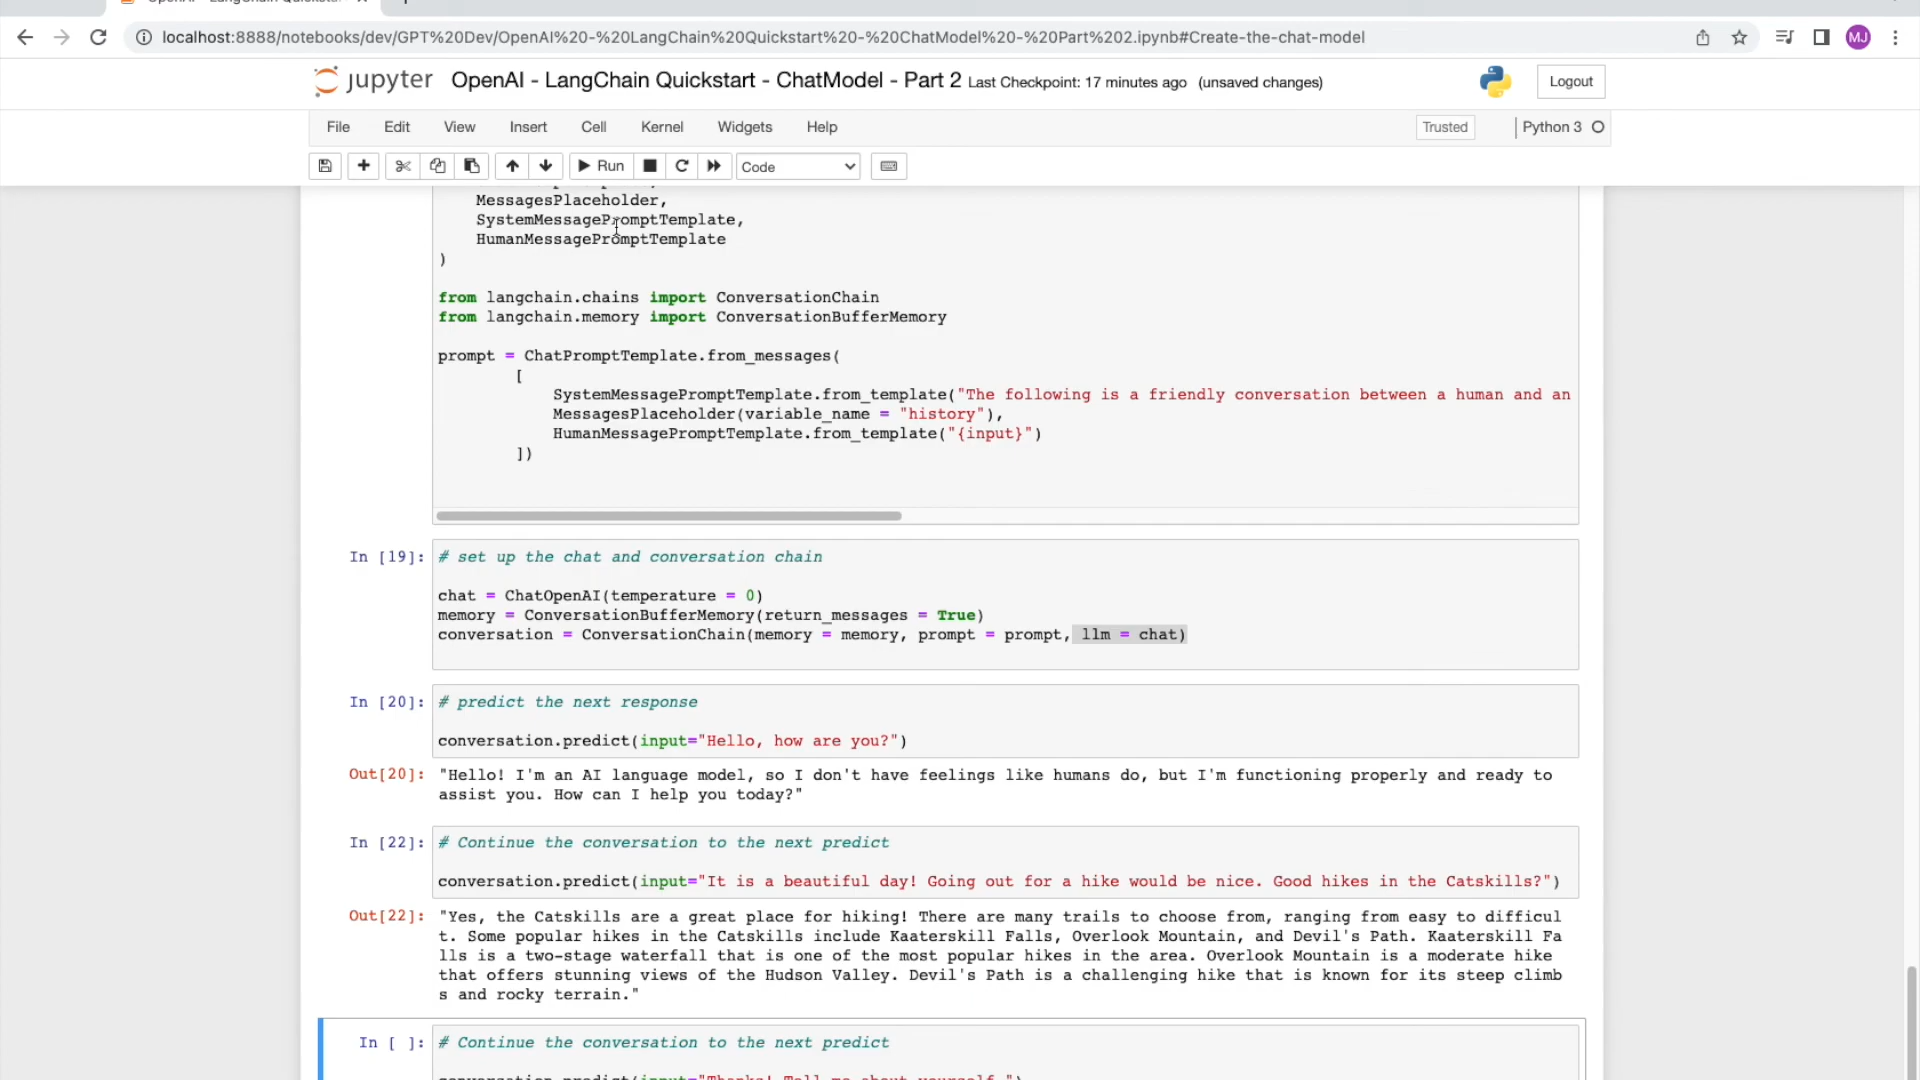 localhost:8888/notebooks/dev/GPT%20Dev/OpenAI%20-%20LangChain%20Quickstart%20-%20ChatModel%20-%20Part%202.ipynb#Create-the-chat-model
MJ
jupyter OpenAI - LangChain Quickstart - ChatModel - Part 2 Last Checkpoint: 17 minutes ago (unsaved changes)
Logout
File Edit View Insert Cell Kernel Widgets Help
Trusted
Python 3
Run
Code
MessagesPlaceholder,
SystemMessagePromptTemplate,
HumanMessagePromptTemplate
)
from langchain.chains import ConversationChain
from langchain.memory import ConversationBufferMemory
prompt = ChatPromptTemplate.from_messages(
[
SystemMessagePromptTemplate.from_template("The following is a friendly conversation between a human and an
MessagesPlaceholder(variable_name = "history"),
HumanMessagePromptTemplate.from_template("{input}")
])
In [19]: # set up the chat and conversation chain
chat = ChatOpenAI(temperature = 0)
memory = ConversationBufferMemory(return_messages = True)
conversation = ConversationChain(memory = memory, prompt = prompt, llm = chat)
In [20]: # predict the next response
conversation.predict(input="Hello, how are you?")
Out[20]: "Hello! I'm an AI language model, so I don't have feelings like humans do, but I'm functioning properly and ready to
assist you. How can I help you today?"
In [22]: # Continue the conversation to the next predict
conversation.predict(input="It is a beautiful day! Going out for a hike would be nice. Good hikes in the Catskills?")
Out[22]: "Yes, the Catskills are a great place for hiking! There are many trails to choose from, ranging from easy to difficul
t. Some popular hikes in the Catskills include Kaaterskill Falls, Overlook Mountain, and Devil's Path. Kaaterskill Fa
lls is a two-stage waterfall that is one of the most popular hikes in the area. Overlook Mountain is a moderate hike
that offers stunning views of the Hudson Valley. Devil's Path is a challenging hike that is known for its steep climb
s and rocky terrain."
In [ ]: # Continue the conversation to the next predict
conversation.predict(input="Thanks! Tell me about yourself.")